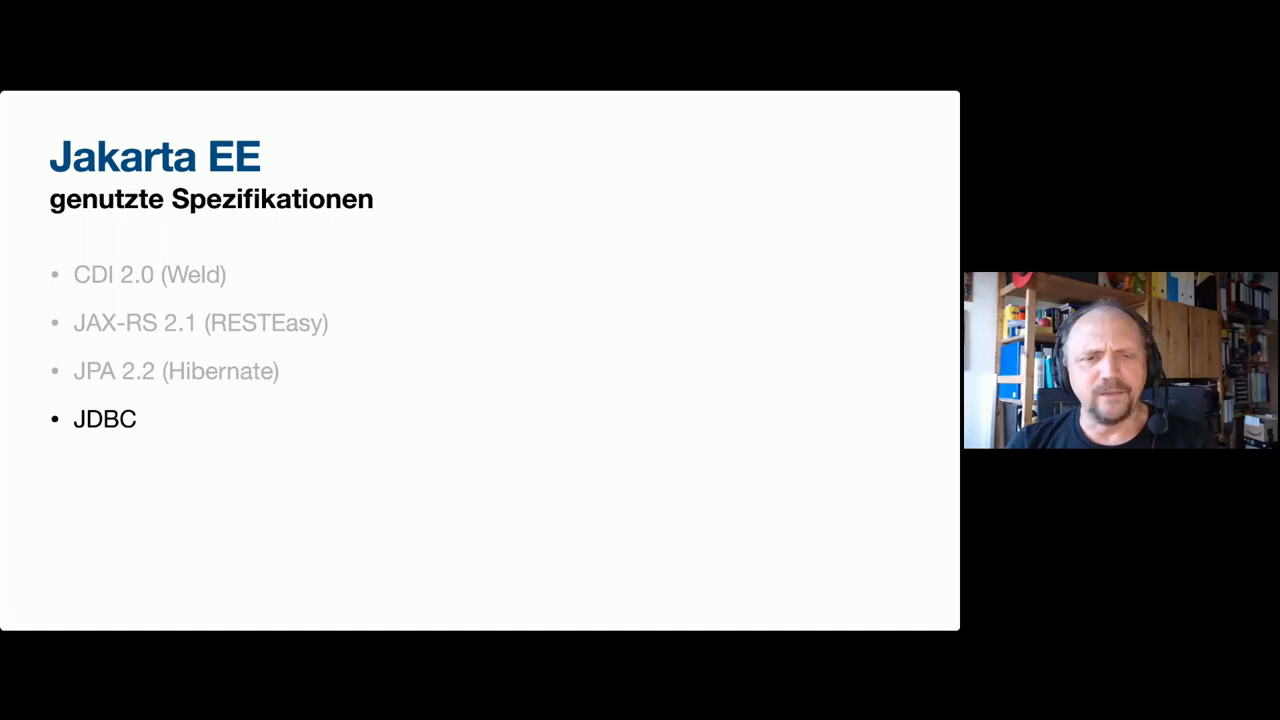 Jakarta EE
genutzte Spezifikationen
• CDI 2.0 (Weld)
• JAX-RS 2.1 (RESTEasy)
• JPA 2.2 (Hibernate)
• JDBC